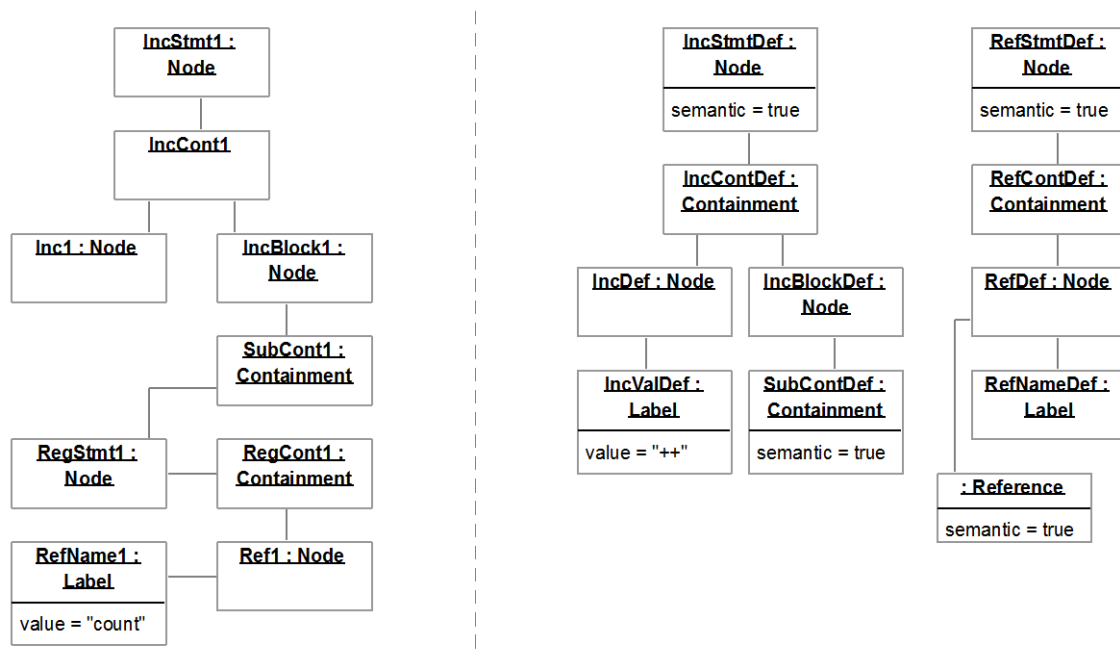 IncStmt1 :
Node
IncCont1
Inc1 : Node
IncBlock1 :
Node
SubCont1 :
Containment
RegStmt1 :
Node
RegCont1 :
Containment
RefName1 :
Label
value = "count"
Ref1 : Node
IncStmtDef :
Node
semantic = true
IncContDef :
Containment
IncDef : Node
IncBlockDef :
Node
IncValDef :
Label
value = "++"
SubContDef :
Containment
semantic = true
RefStmtDef :
Node
semantic = true
RefContDef :
Containment
RefDef : Node
RefNameDef :
Label
: Reference
semantic = true